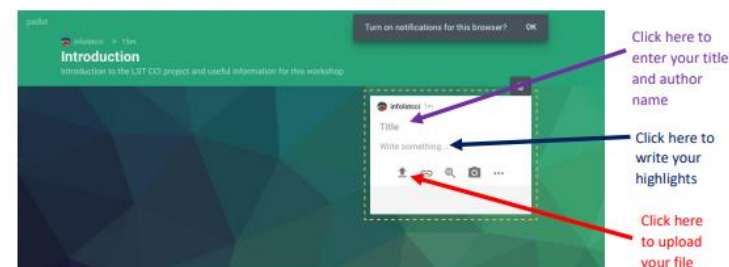 padlet
Turn on notifications for this browser? OK
infolstcci + 15m
Introduction
Introduction to the LST CCI project and useful information for this workshop
infolstcci 1m
Title
Write something...
Click here to
enter your title
and author
name
Click here to
write your
highlights
Click here
to upload
your file